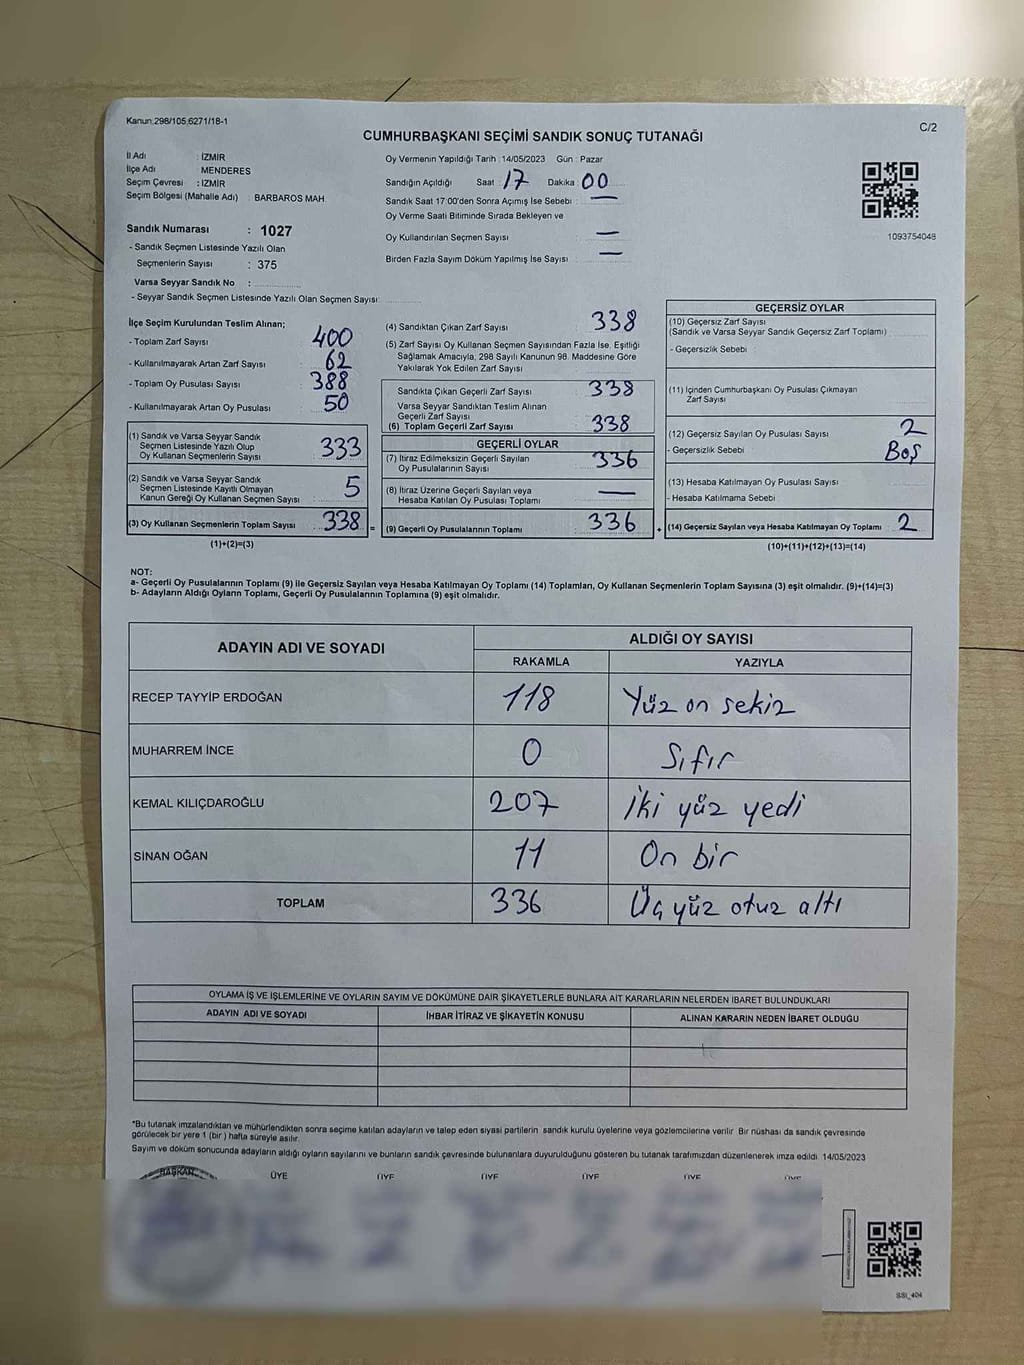 Kanun 298/105,6271/18-1
C/2
CUMHURBAŞKANI SEÇİMİ SANDIK SONUÇ TUTANAĞI
İl Adı : İZMİR
İlçe Adı MENDERES
Seçim Çevresi : İZMİR
Seçim Bölgesi (Mahalle Adı) : BARBAROS MAH.
Sandık Numarası : 1027
- Sandık Seçmen Listesinde Yazılı Olan
Seçmenlerin Sayısı : 375
Varsa Seyyar Sandık No :
- Seyyar Sandık Seçmen Listesinde Yazılı Olan Seçmen Sayısı:
Oy Vermenin Yapıldığı Tarih : 14/05/2023 Gün : Pazar
Sandığın Açıldığı Saat : 17 Dakika : 00
Sandık Saat 17:00'den Sonra Açımış İse Sebebi : —
Oy Verme Saati Bitiminde Sırada Bekleyen ve
Oy Kullandırılan Seçmen Sayısı —
Birden Fazla Sayım Döküm Yapılmış İse Sayısı —
1093754048
İlçe Seçim Kurulundan Teslim Alınan;
- Toplam Zarf Sayısı : 400
- Kullanılmayarak Artan Zarf Sayısı : 62
- Toplam Oy Pusulası Sayısı : 388
- Kullanılmayarak Artan Oy Pusulası : 50
(1) Sandık ve Varsa Seyyar Sandık
Seçmen Listesinde Yazılı Olup
Oy Kullanan Seçmenlerin Sayısı : 333
(2) Sandık ve Varsa Seyyar Sandık
Seçmen Listesinde Kayıtlı Olmayan
Kanun Gereği Oy Kullanan Seçmen Sayısı : 5
(3) Oy Kullanan Seçmenlerin Toplam Sayısı : 338 =
(1)+(2)=(3)
(4) Sandıktan Çıkan Zarf Sayısı 338
(5) Zarf Sayısı Oy Kullanan Seçmen Sayısından Fazla İse, Eşitliği
Sağlamak Amacıyla, 298 Sayılı Kanunun 98. Maddesine Göre
Yakılarak Yok Edilen Zarf Sayısı
Sandıkta Çıkan Geçerli Zarf Sayısı 338
Varsa Seyyar Sandıktan Teslim Alınan
Geçerli Zarf Sayısı
(6) Toplam Geçerli Zarf Sayısı 338
GEÇERLİ OYLAR
(7) İtiraz Edilmeksizin Geçerli Sayılan
Oy Pusulalarının Sayısı 336
(8) İtiraz Üzerine Geçerli Sayılan veya
Hesaba Katılan Oy Pusulası Toplamı —
(9) Geçerli Oy Pusulalarının Toplamı 336 +
GEÇERSİZ OYLAR
(10) Geçersiz Zarf Sayısı
(Sandık ve Varsa Seyyar Sandık Geçersiz Zarf Toplamı)
- Geçersizlik Sebebi :
(11) İçinden Cumhurbaşkanı Oy Pusulası Çıkmayan
Zarf Sayısı
(12) Geçersiz Sayılan Oy Pusulası Sayısı : 2
- Geçersizlik Sebebi : Boş
(13) Hesaba Katılmayan Oy Pusulası Sayısı :
- Hesaba Katılmama Sebebi :
(14) Geçersiz Sayılan veya Hesaba Katılmayan Oy Toplamı : 2
(10)+(11)+(12)+(13)=(14)
NOT:
a- Geçerli Oy Pusulalarının Toplamı (9) ile Geçersiz Sayılan veya Hesaba Katılmayan Oy Toplamı (14) Toplamları, Oy Kullanan Seçmenlerin Toplam Sayısına (3) eşit olmalıdır. (9)+(14)=(3)
b- Adayların Aldığı Oyların Toplamı, Geçerli Oy Pusulalarının Toplamına (9) eşit olmalıdır.
ADAYIN ADI VE SOYADI
ALDIĞI OY SAYISI
RAKAMLA YAZIYLA
RECEP TAYYİP ERDOĞAN 118 Yüz on sekiz
MUHARREM İNCE 0 Sıfır
KEMAL KILIÇDAROĞLU 207 İki yüz yedi
SİNAN OĞAN 11 On bir
TOPLAM 336 Üç yüz otuz altı
OYLAMA İŞ VE İŞLEMLERİNE VE OYLARIN SAYIM VE DÖKÜMÜNE DAİR ŞİKAYETLERLE BUNLARA AİT KARARLARIN NELERDEN İBARET BULUNDUKLARI
ADAYIN ADI VE SOYADI İHBAR İTİRAZ VE ŞİKAYETİN KONUSU ALINAN KARARIN NEDEN İBARET OLDUĞU
*Bu tutanak imzalandıktan ve mühürlendikten sonra seçime katılan adayların ve talep eden siyasi partilerin sandık kurulu üyelerine veya gözlemcilerine verilir. Bir nüshası da sandık çevresinde
görülecek bir yere 1 (bir) hafta süreyle asılır.
Sayım ve döküm sonucunda adayların aldığı oyların sayılarını ve bunların sandık çevresinde bulunanlara duyurulduğunu gösteren bu tutanak tarafımızdan düzenlenerek imza edildi. 14/05/2023
BAŞKAN ÜYE ÜYE ÜYE ÜYE ÜYE ÜYE
SSI_404